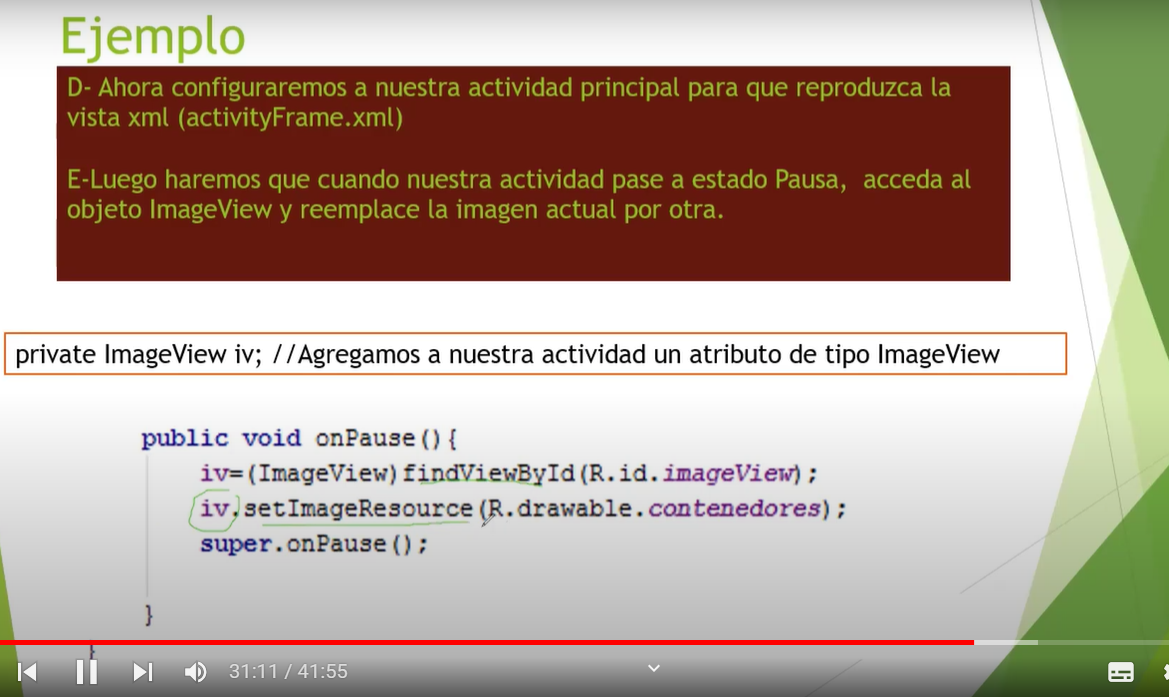 Ejemplo
D- Ahora configuraremos a nuestra actividad principal para que reproduzca la
vista xml (activityFrame.xml)
E-Luego haremos que cuando nuestra actividad pase a estado Pausa, acceda al
objeto ImageView y reemplace la imagen actual por otra.
private ImageView iv; //Agregamos a nuestra actividad un atributo de tipo ImageView
public void onPause(){
iv=(ImageView)findViewById(R.id.imageView);
iv.setImageResource(R.drawable.contenedores);
super.onPause();
}
}
31:11 / 41:55